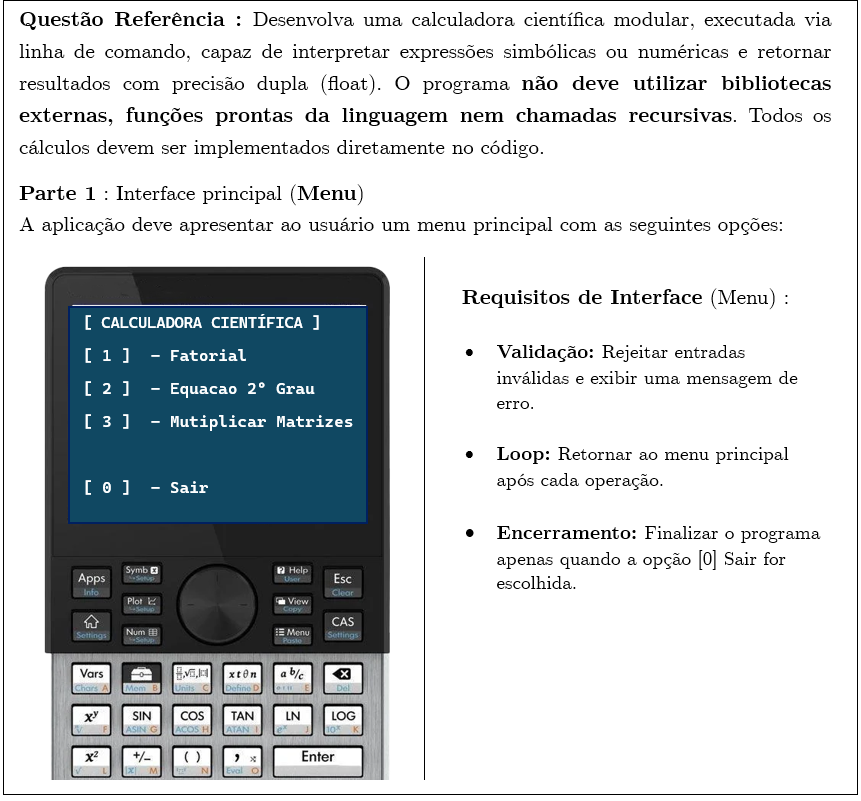 Questão Referência : Desenvolva uma calculadora científica modular, executada via
linha de comando, capaz de interpretar expressões simbólicas ou numéricas e retornar
resultados com precisão dupla (float). O programa não deve utilizar bibliotecas
externas, funções prontas da linguagem nem chamadas recursivas. Todos os
cálculos devem ser implementados diretamente no código.
Parte 1 : Interface principal (Menu)
A aplicação deve apresentar ao usuário um menu principal com as seguintes opções:
[ CALCULADORA CIENTÍFICA ]
[ 1 ] – Fatorial
[ 2 ] – Equacao 2° Grau
[ 3 ] – Mutiplicar Matrizes
[ 0 ] – Sair
Requisitos de Interface (Menu) :
• Validação: Rejeitar entradas
inválidas e exibir uma mensagem de
erro.
• Loop: Retornar ao menu principal
após cada operação.
• Encerramento: Finalizar o programa
apenas quando a opção [0] Sair for
escolhida.
Apps
Info
Symb
Setup
Help
User
Esc
Clear
Plot
Setup
View
Copy
Settings
Num
Setup
Menu
Paste
CAS
Settings
Vars
Chars A
Mem B
Units C
x t θ n
Define D
a b/c
E
Del
xʸ
F
SIN
ASIN G
COS
ACOS H
TAN
ATAN I
LN
eˣ J
LOG
10ˣ K
x²
√ L
+/−
|x| M
( )
N
,
Eval O
Enter